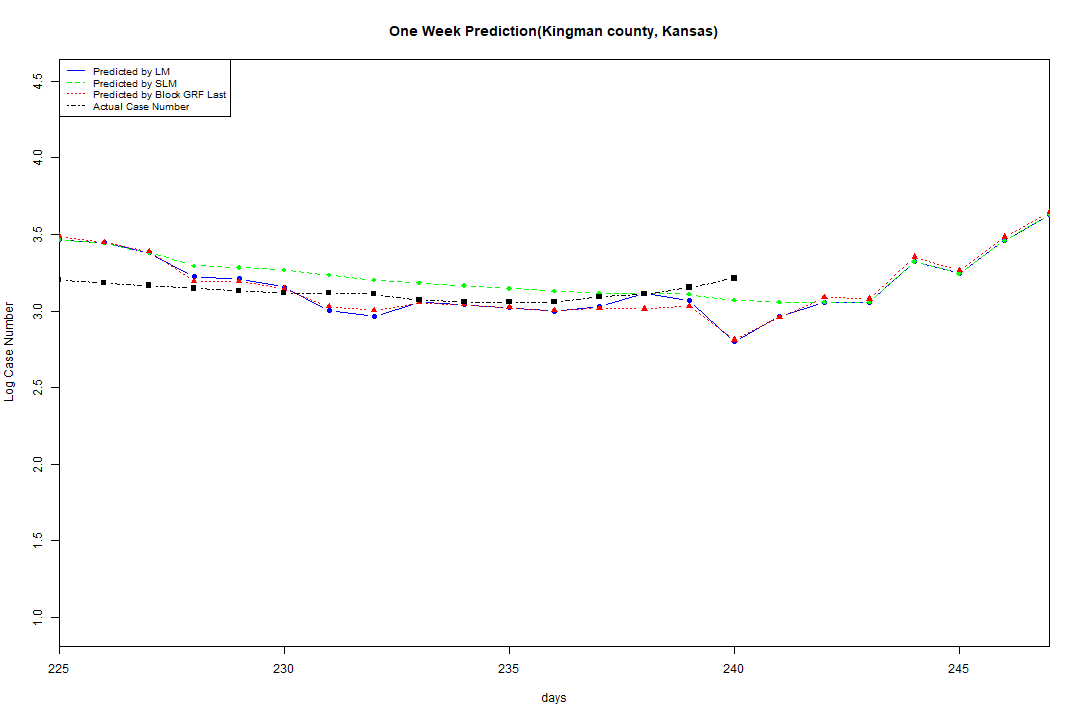 One Week Prediction(Kingman county, Kansas)
Predicted by LM
Predicted by SLM
Predicted by Block GRF Last
Actual Case Number
4.5
4.0
3.5
3.0
2.5
2.0
1.5
1.0
Log Case Number
225 230 235 240 245
days